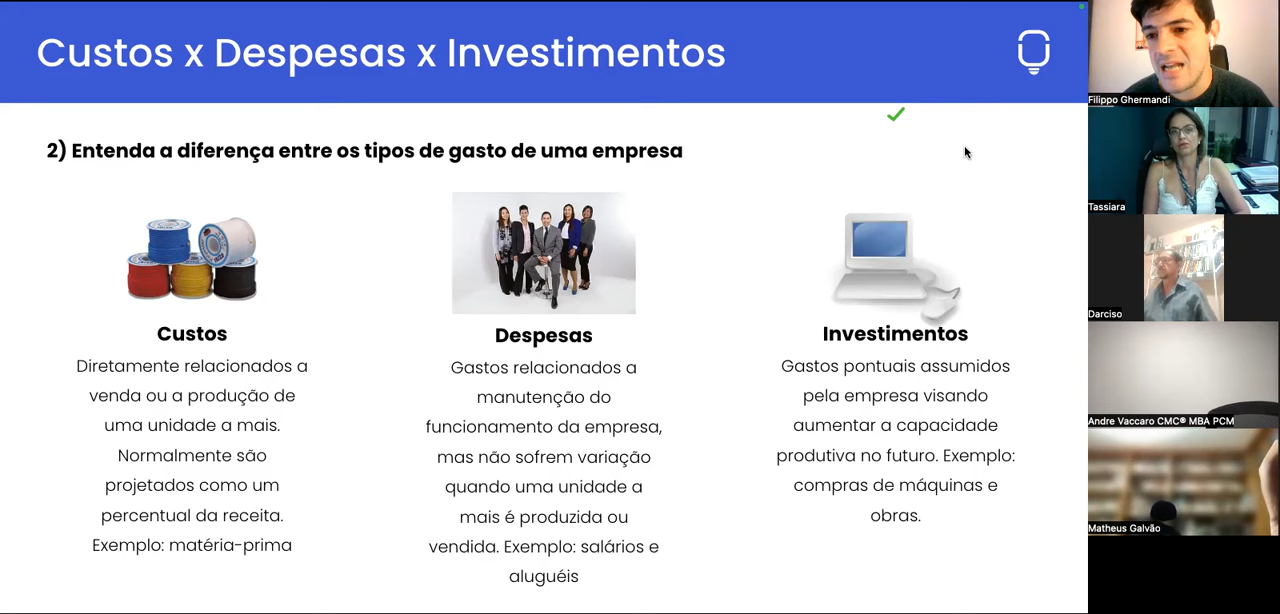 Custos x Despesas x Investimentos
2) Entenda a diferença entre os tipos de gasto de uma empresa
Custos
Diretamente relacionados a
venda ou a produção de
uma unidade a mais.
Normalmente são
projetados como um
percentual da receita.
Exemplo: matéria-prima
Despesas
Gastos relacionados a
manutenção do
funcionamento da empresa,
mas não sofrem variação
quando uma unidade a
mais é produzida ou
vendida. Exemplo: salários e
aluguéis
Investimentos
Gastos pontuais assumidos
pela empresa visando
aumentar a capacidade
produtiva no futuro. Exemplo:
compras de máquinas e
obras.
Filippo Ghermandi
Tassiara
Darciso
Andre Vaccaro CMC® MBA PCM
Matheus Galvão